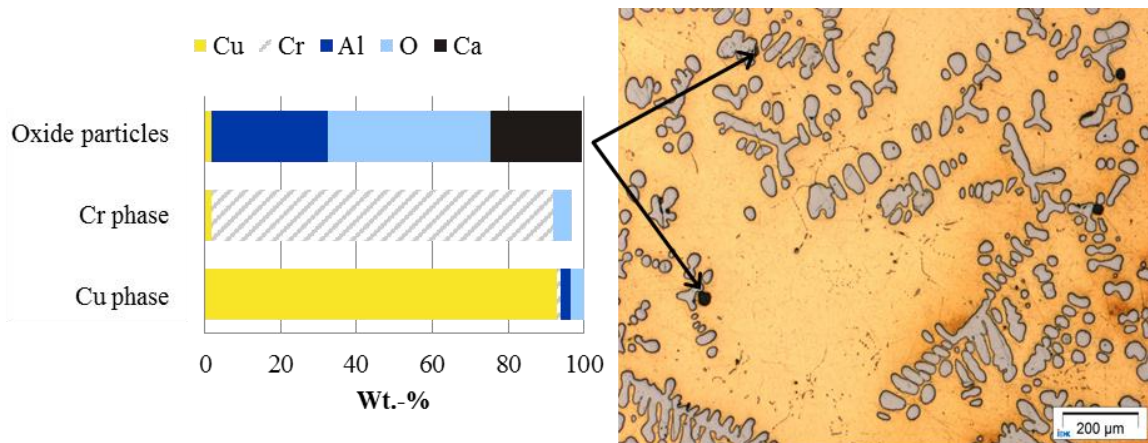 Cu Cr Al O Ca
Oxide particles
Cr phase
Cu phase
0 20 40 60 80 100
Wt.-%
200 µm